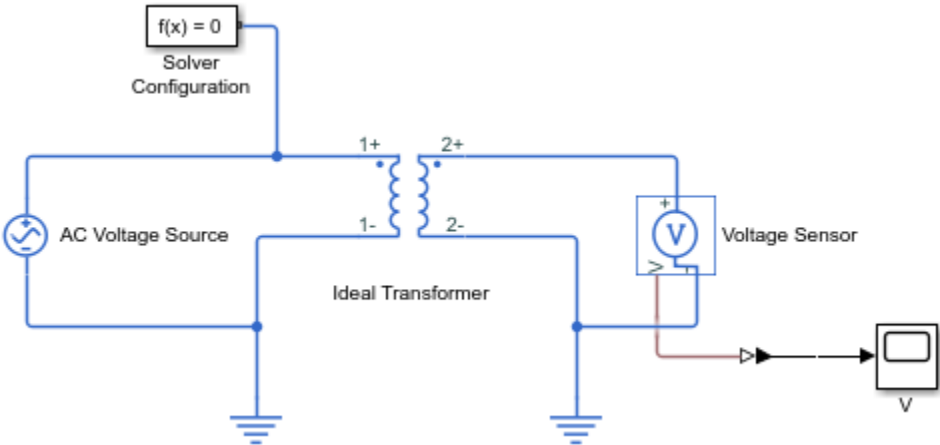 f(x) = 0
Solver
Configuration
1+
2+
1-
2-
AC Voltage Source
+
V
Voltage Sensor
V
-
Ideal Transformer
V